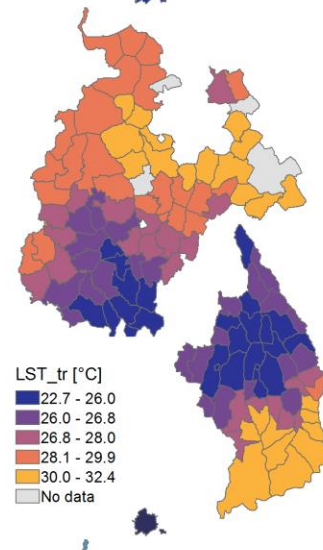 LST_tr [°C]
22.7 - 26.0
26.0 - 26.8
26.8 - 28.0
28.1 - 29.9
30.0 - 32.4
No data